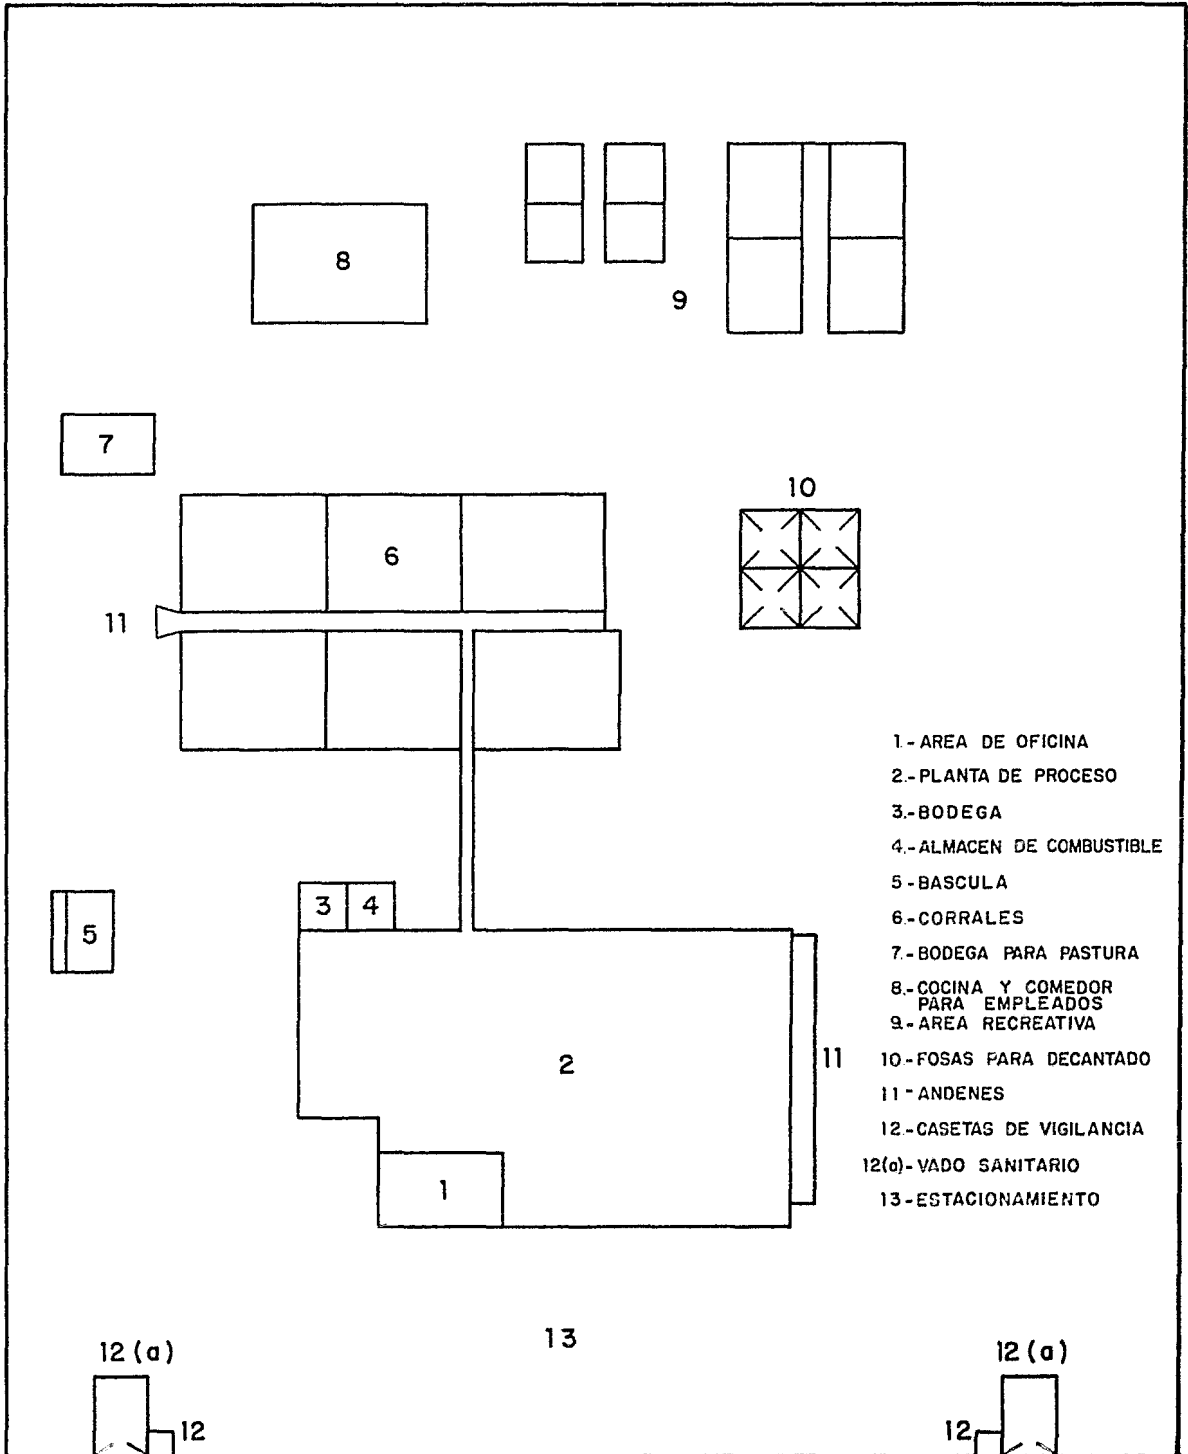 8
9
7
10
6
11
1.-AREA DE OFICINA
2.-PLANTA DE PROCESO
3.-BODEGA
4.-ALMACEN DE COMBUSTIBLE
5-BASCULA
6.-CORRALES
7.-BODEGA PARA PASTURA
8.-COCINA Y COMEDOR
PARA EMPLEADOS
9.-AREA RECREATIVA
10.-FOSAS PARA DECANTADO
11-ANDENES
12.-CASETAS DE VIGILANCIA
12(a)-VADO SANITARIO
13-ESTACIONAMIENTO
3 4
5
2
11
1
13
12(a) 12(a)
12 12